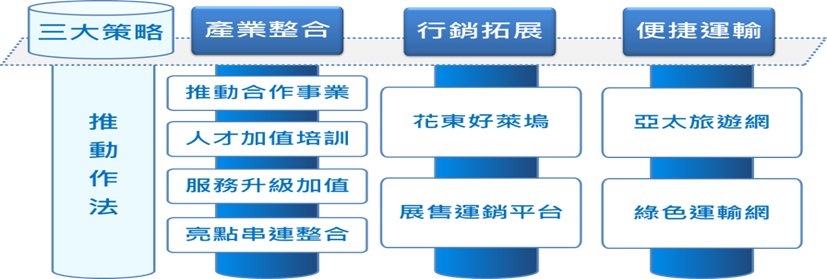 三大策略
產業整合
行銷拓展
便捷運輸
推動作法
推動合作事業
人才加值培訓
服務升級加值
亮點串連整合
花東好萊塢
展售運銷平台
亞太旅遊網
綠色運輸網